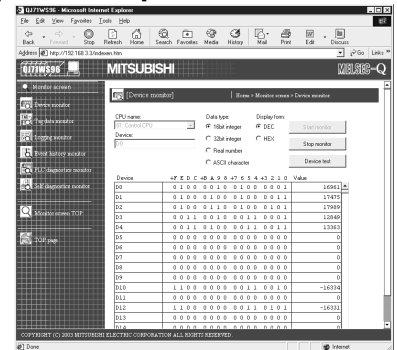 QJ71WS96 - Microsoft Internet Explorer
File Edit View Favorites Tools Help
Back Forward Stop Refresh Home Search Favorites Media History Mail Print Edit Discuss
Address http://192.168.3.3/indexen.htm Go Links »
QJ71WS96 MITSUBISHI MELSEC-Q
Monitor screen
Device monitor
Tag data monitor
Logging monitor
Event history monitor
PLC diagnostics monitor
Self-diagnostics monitor
Monitor screen TOP
TOP page
[Device monitor] Home > Monitor screen > Device monitor
CPU name: Data type: Display form:
01: Control CPU 16bit integer DEC Start monitor
Device: 32bit integer HEX Stop monitor
D0 Real number
ASCII character Device test
Device +F E D C +B A 9 8 +7 6 5 4 +3 2 1 0 Value
D0 0 1 0 0 0 0 1 0 0 1 0 0 0 0 0 1 16961
D1 0 1 0 0 0 1 0 0 0 1 0 0 0 0 1 1 17475
D2 0 1 0 0 0 1 1 0 0 1 0 0 0 1 0 1 17989
D3 0 0 1 1 0 0 1 0 0 0 1 1 0 0 0 1 12849
D4 0 0 1 1 0 1 0 0 0 0 1 1 0 0 1 1 13363
D5 0 0 0 0 0 0 0 0 0 0 0 0 0 0 0 0 0
D6 0 0 0 0 0 0 0 0 0 0 0 0 0 0 0 0 0
D7 0 0 0 0 0 0 0 0 0 0 0 0 0 0 0 0 0
D8 0 0 0 0 0 0 0 0 0 0 0 0 0 0 0 0 0
D9 0 0 0 0 0 0 0 0 0 0 0 0 0 0 0 0 0
D10 1 1 0 0 0 0 0 0 0 0 1 1 0 0 1 0 -16334
D11 0 0 0 0 0 0 0 0 0 0 0 0 0 0 0 0 0
D12 1 1 0 0 0 0 0 0 0 0 1 1 0 1 0 1 -16331
D13 0 0 0 0 0 0 0 0 0 0 0 0 0 0 0 0 0
D14
COPYRIGHT (C) 2003 MITSUBISHI ELECTRIC CORPORATION ALL RIGHTS RESERVED.
Done Internet